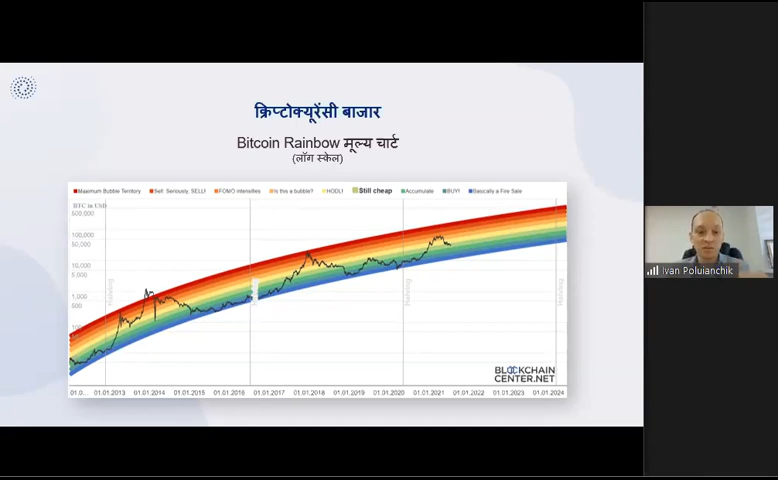 क्रिप्टोक्यूरेंसी बाजार
Bitcoin Rainbow मूल्य चार्ट
(लॉग स्केल)
Maximum Bubble Territory Sell. Seriously, SELL! FOMO intensifies Is this a bubble? HODL! Still cheap Accumulate BUY! Basically a Fire Sale
BTC in USD
500,000
100,000
50,000
10,000
5,000
1,000
500
100
Halving Halving Halving
BLOCKCHAIN
CENTER.NET
01.0... 01.01.2013 01.01.2014 01.01.2015 01.01.2016 01.01.2017 01.01.2018 01.01.2019 01.01.2020 01.01.2021 01.01.2022 01.01.2023 01.01.2024
Ivan Poluianchik